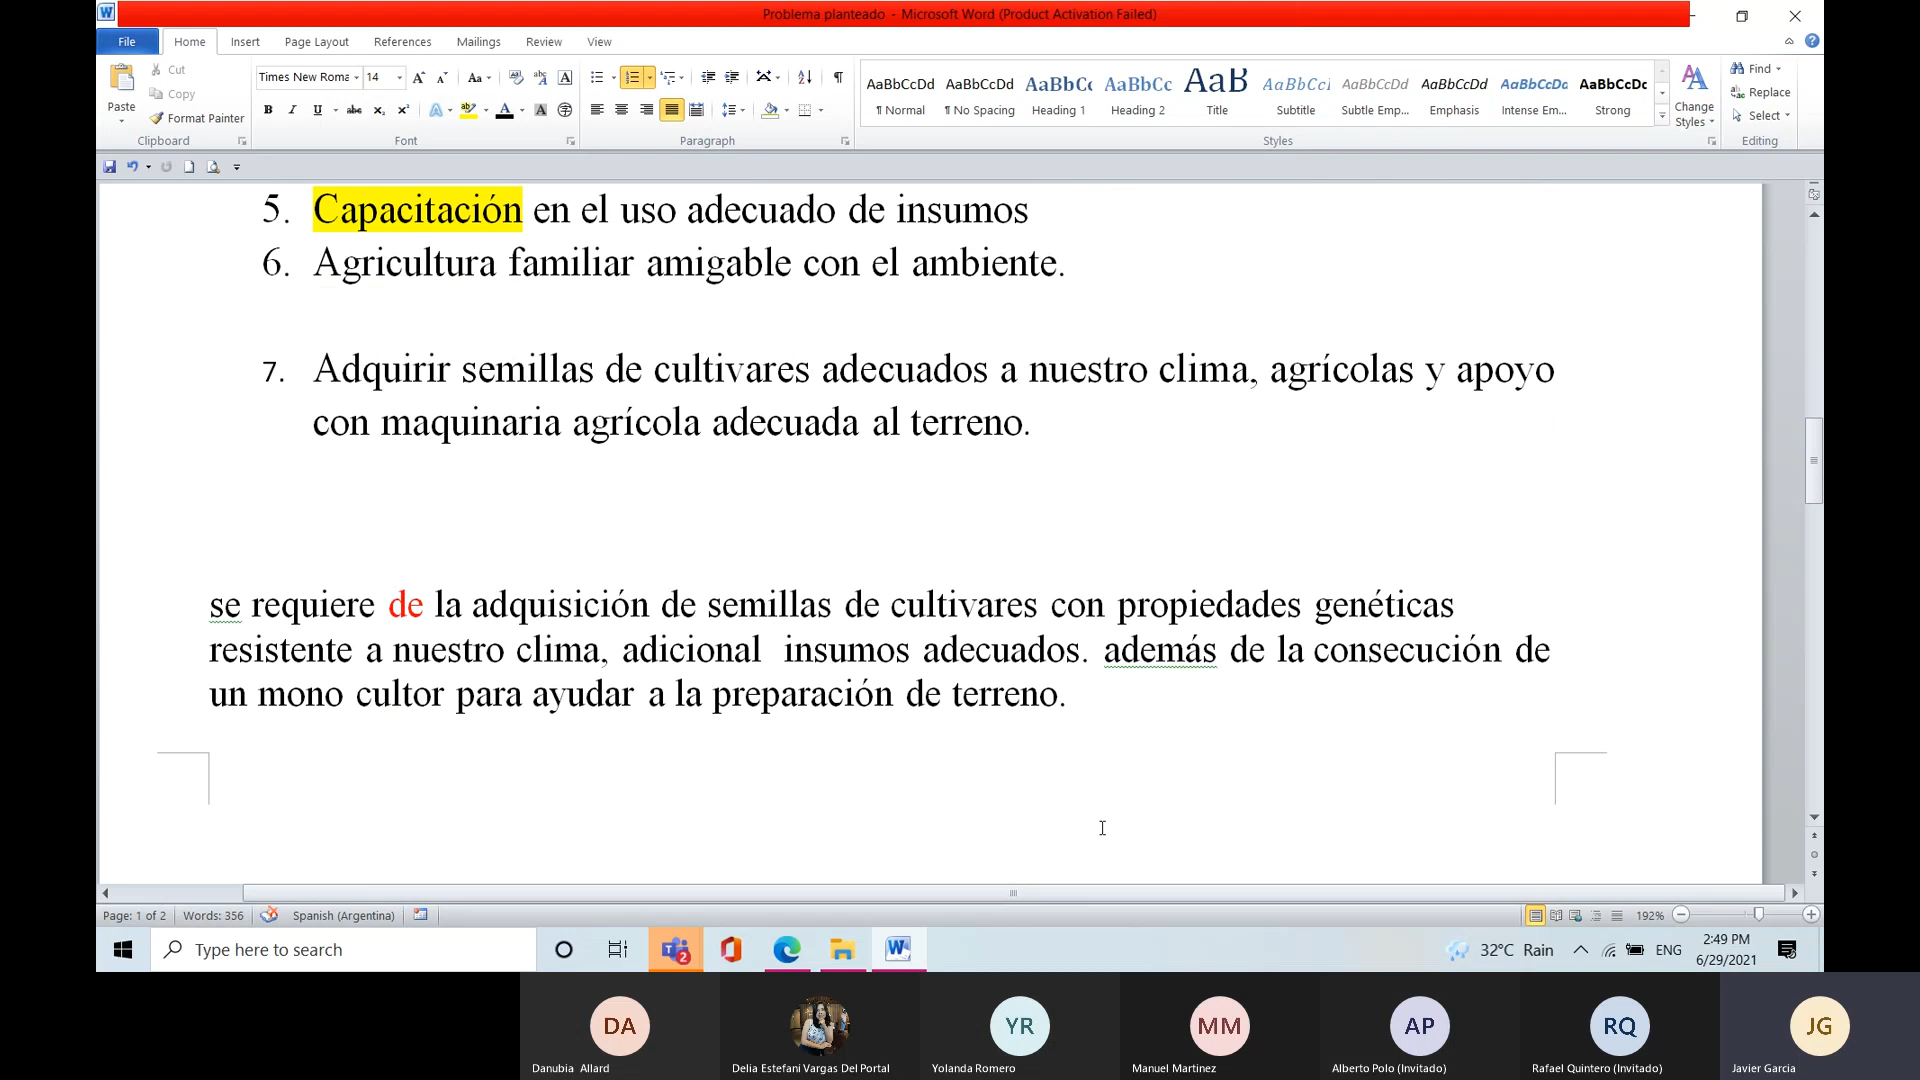 Problema planteado - Microsoft Word (Product Activation Failed)
File Home Insert Page Layout References Mailings Review View
Paste
Cut
Copy
Format Painter
Clipboard
Times New Roma 14
Font
Paragraph
AaBbCcDd AaBbCcDd AaBbCc AaBbCc AaB AaBbCcI AaBbCcDd AaBbCcDd AaBbCcDc AaBbCcDc
¶ Normal ¶ No Spacing Heading 1 Heading 2 Title Subtitle Subtle Emp... Emphasis Intense Em... Strong
Change
Styles
Styles
Find
Replace
Select
Editing
5. Capacitación en el uso adecuado de insumos
6. Agricultura familiar amigable con el ambiente.
7. Adquirir semillas de cultivares adecuados a nuestro clima, agrícolas y apoyo
con maquinaria agrícola adecuada al terreno.
se requiere de la adquisición de semillas de cultivares con propiedades genéticas
resistente a nuestro clima, adicional insumos adecuados. además de la consecución de
un mono cultor para ayudar a la preparación de terreno.
Page: 1 of 2 Words: 356 Spanish (Argentina) 192%
Type here to search
2
32°C Rain ENG
2:49 PM
6/29/2021
DA YR MM AP RQ JG
Danubia Allard Delia Estefani Vargas Del Portal Yolanda Romero Manuel Martinez Alberto Polo (Invitado) Rafael Quintero (Invitado) Javier Garcia